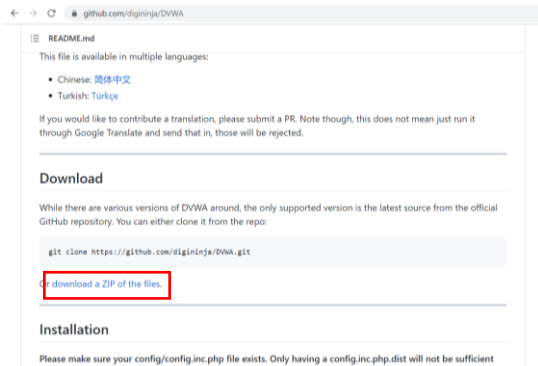 github.com/digininja/DVWA
README.md
This file is available in multiple languages:
Chinese: 简体中文
Turkish: Türkçe
If you would like to contribute a translation, please submit a PR. Note though, this does not mean just run it
through Google Translate and send that in, those will be rejected.
Download
While there are various versions of DVWA around, the only supported version is the latest source from the official
GitHub repository. You can either clone it from the repo:
git clone https://github.com/digininja/DVWA.git
Or download a ZIP of the files.
Installation
Please make sure your config/config.inc.php file exists. Only having a config.inc.php.dist will not be sufficient